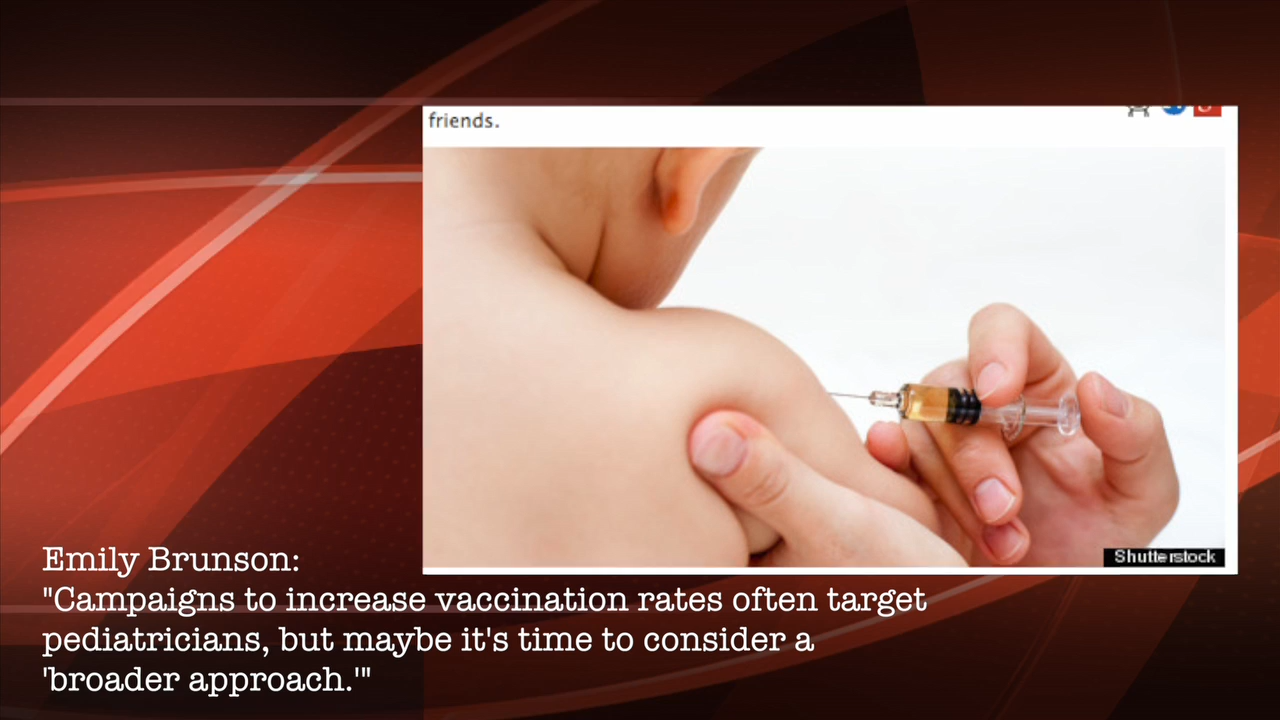 friends.
Shutterstock
Emily Brunson:
"Campaigns to increase vaccination rates often target
pediatricians, but maybe it's time to consider a
'broader approach.'"